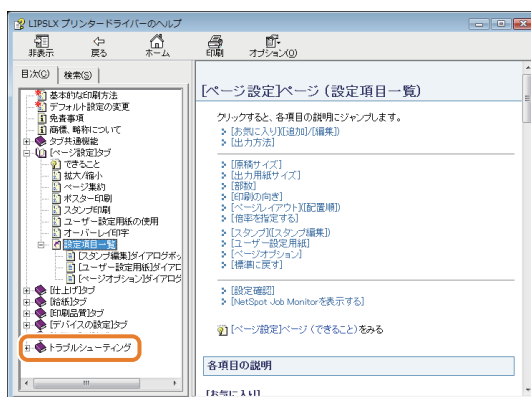 LIPSLX プリンタードライバーのヘルプ
非表示 戻る ホーム 印刷 オプション(O)
目次(C) 検索(S)
基本的な印刷方法
デフォルト設定の変更
免責事項
商標、略称について
タブ共通機能
[ページ設定]タブ
できること
拡大/縮小
ページ集約
ポスター印刷
スタンプ印刷
ユーザー設定用紙の使用
オーバーレイ印字
設定項目一覧
[スタンプ編集]ダイアログボッ
[ユーザー設定用紙]ダイアロ
[ページオプション]ダイアログ
[仕上げ]タブ
[給紙]タブ
[印刷品質]タブ
[デバイスの設定]タブ
トラブルシューティング
[ページ設定]ページ (設定項目一覧)
クリックすると、各項目の説明にジャンプします。
[お気に入り][追加]/[編集])
[出力方法]
[原稿サイズ]
[出力用紙サイズ]
[部数]
[印刷の向き]
[ページレイアウト][配置順])
[倍率を指定する]
[スタンプ][スタンプ編集])
[ユーザー設定用紙]
[ページオプション]
[標準に戻す]
[設定確認]
[NetSpot Job Monitorを表示する]
[ページ設定]ページ (できること)をみる
各項目の説明
[お気に入り]